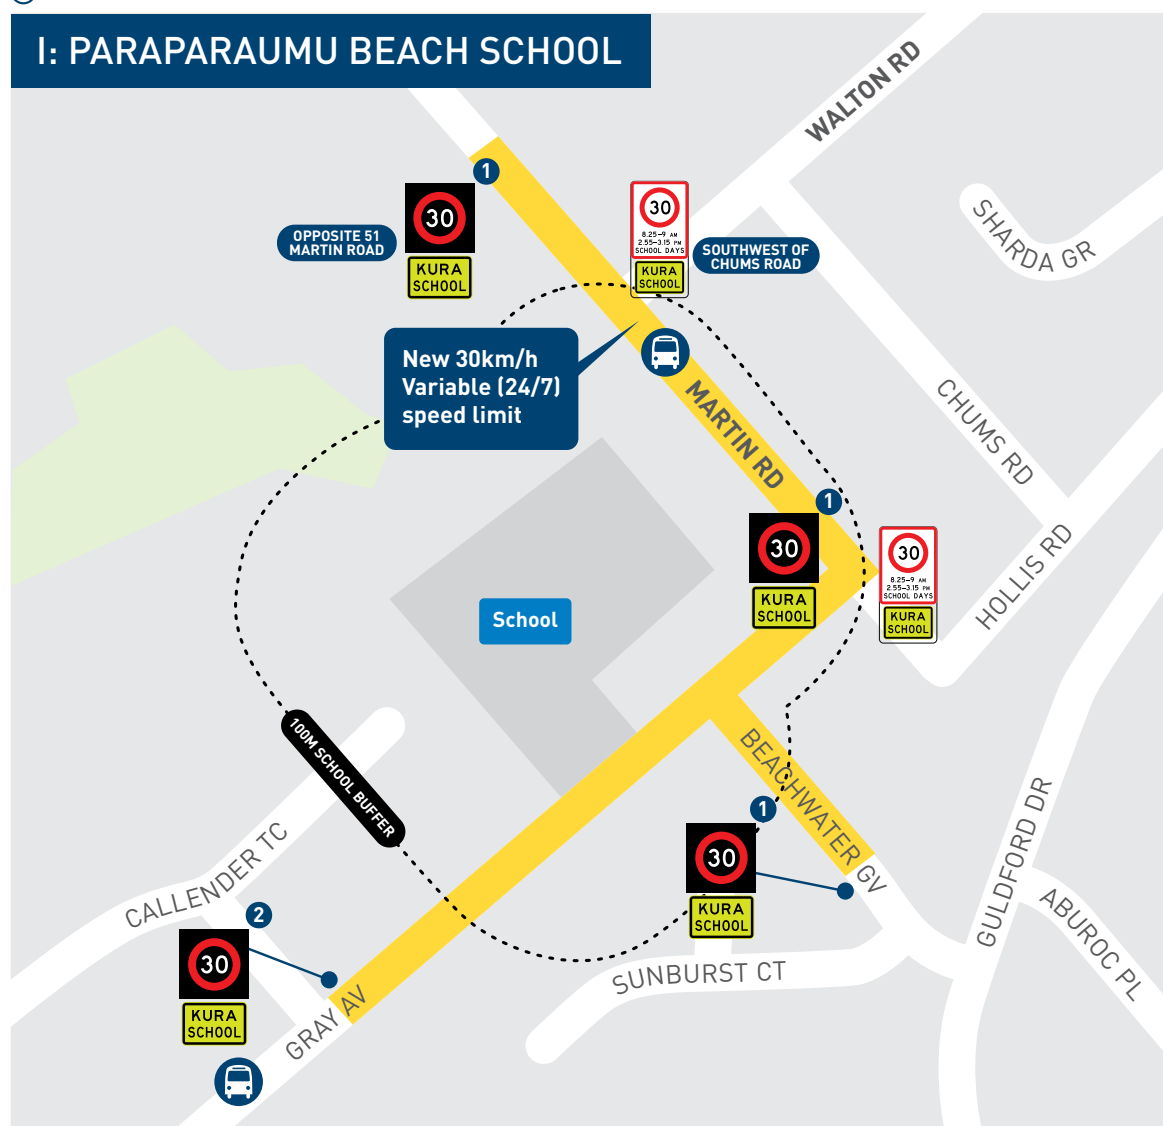 I: PARAPARAUMU BEACH SCHOOL
WALTON RD
1
30
KURA
SCHOOL
OPPOSITE 51
MARTIN ROAD
30
8.25–9 AM
2.55–3.15 PM
SCHOOL DAYS
KURA
SCHOOL
SOUTHWEST OF
CHUMS ROAD
SHARDA GR
New 30km/h
Variable (24/7)
speed limit
MARTIN RD
CHUMS RD
1
30
KURA
SCHOOL
30
8.25–9 AM
2.55–3.15 PM
SCHOOL DAYS
KURA
SCHOOL
HOLLIS RD
School
100M SCHOOL BUFFER
BEACHWATER GV
1
30
KURA
SCHOOL
GULDFORD DR
ABUROC PL
CALLENDER TC
2
30
KURA
SCHOOL
GRAY AV
SUNBURST CT